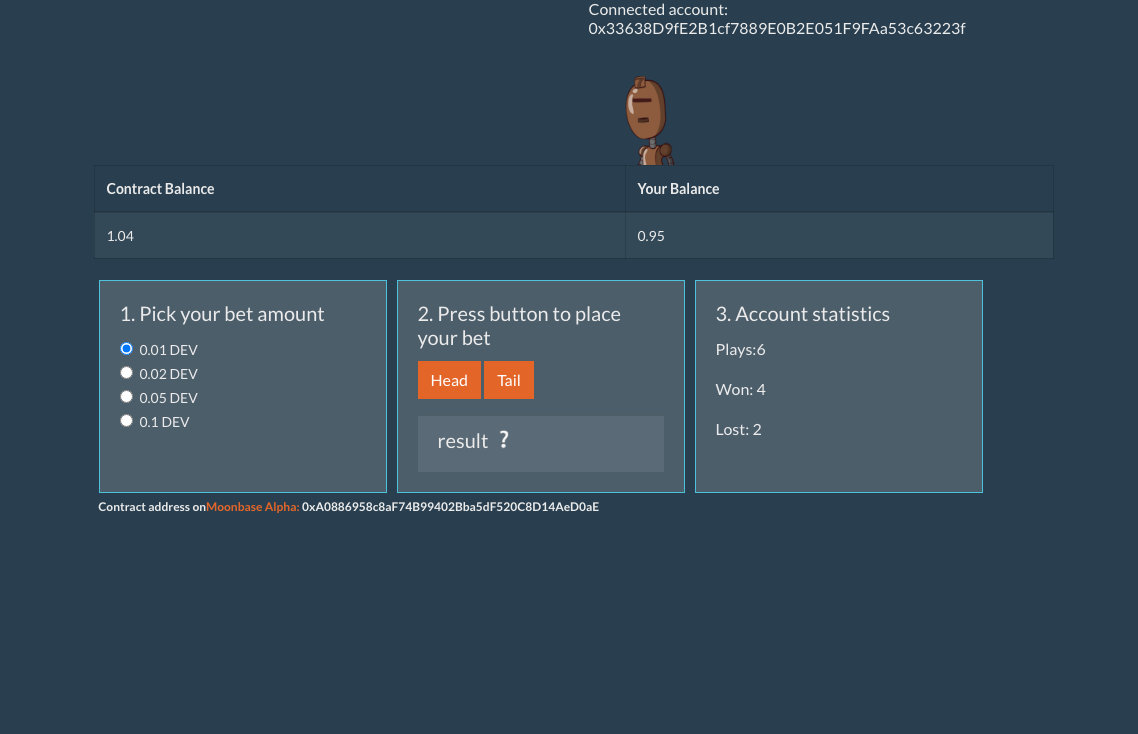 Connected account:
0x33638D9fE2B1cf7889E0B2E051F9FAa53c63223f
Contract Balance
Your Balance
1.04
0.95
1. Pick your bet amount
0.01 DEV
0.02 DEV
0.05 DEV
0.1 DEV
2. Press button to place
your bet
Head
Tail
result ?
3. Account statistics
Plays:6
Won: 4
Lost: 2
Contract address onMoonbase Alpha: 0xA0886958c8aF74B99402Bba5dF520C8D14AeD0aE